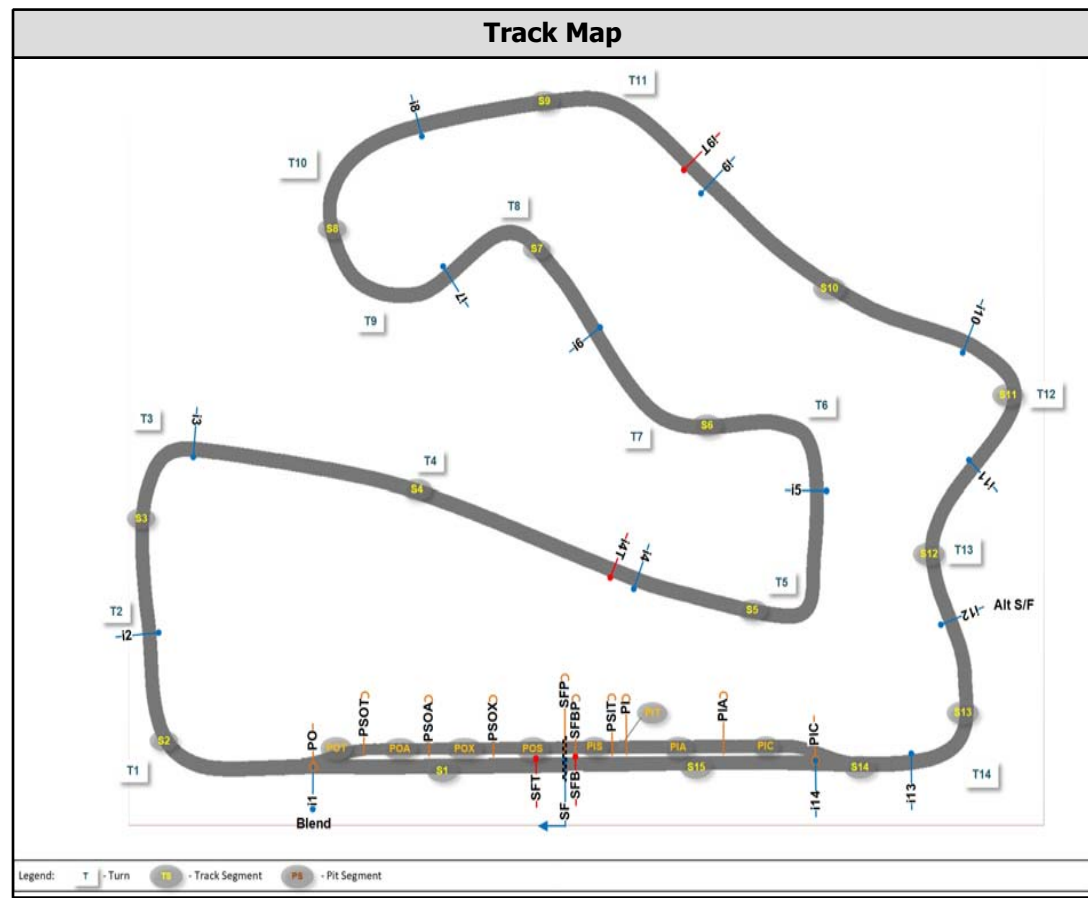 Track Map
T11
S9
-i8
-i9T
-i9
T10
T8
S8
S7
-i7
T9
-i6
S10
-i10
S11
T12
T6
T7
S6
T3
-i3
T4
S4
-i5
-i11
S3
S12
T13
-i4T
-i4
T5
S5
-i12
Alt S/F
T2
-i2
S13
S2
T1
PO-
PSOT
PSOA
PSOX
SFP
SFBP
PSIT
PI
PIT
PIA
PIC
POT
POA
POX
POS
PIS
PIA
PIC
S1
S15
S14
T14
-i1
Blend
-SFT
SF-
-SFB
-i14
-i13
Legend: T - Turn TS - Track Segment PS - Pit Segment